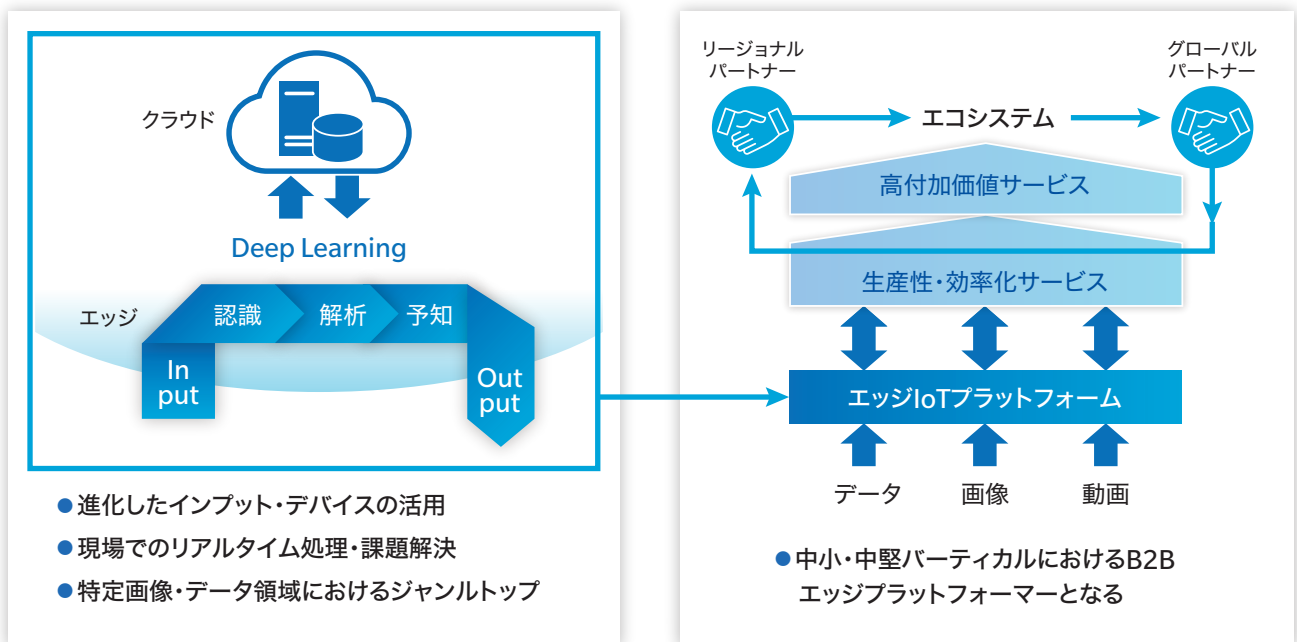 クラウド
Deep Learning
エッジ
認識
解析
予知
In
put
Out
put
●進化したインプット・デバイスの活用
●現場でのリアルタイム処理・課題解決
●特定画像・データ領域におけるジャンルトップ
リージョナル
パートナー
グローバル
パートナー
エコシステム
高付加価値サービス
生産性・効率化サービス
エッジIoTプラットフォーム
データ
画像
動画
●中小・中堅バーティカルにおけるB2B
エッジプラットフォーマーとなる